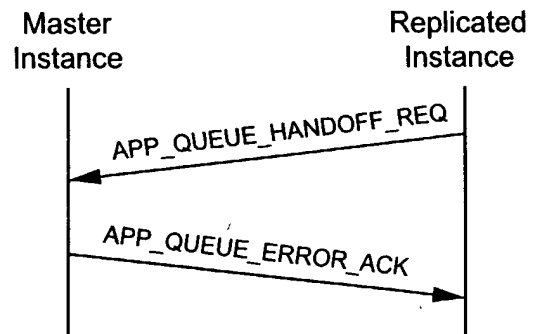 Master
Instance
Replicated
Instance
APP_QUEUE_HANDOFF_REQ
APP_QUEUE_ERROR_ACK